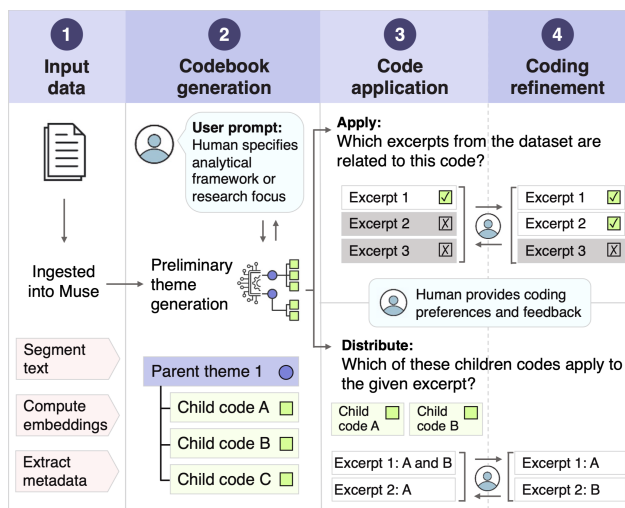 1
Input
data
2
Codebook
generation
3
Code
application
4
Coding
refinement
Ingested
into Muse
Segment
text
Compute
embeddings
Extract
metadata
User prompt:
Human specifies
analytical
framework or
research focus
Preliminary
theme
generation
Parent theme 1
Child code A
Child code B
Child code C
Apply:
Which excerpts from the dataset are
related to this code?
Excerpt 1
Excerpt 2
Excerpt 3
Excerpt 1
Excerpt 2
Excerpt 3
Human provides coding
preferences and feedback
Distribute:
Which of these children codes apply to
the given excerpt?
Child
code A
Child
code B
Excerpt 1: A and B
Excerpt 2: A
Excerpt 1: A
Excerpt 2: B